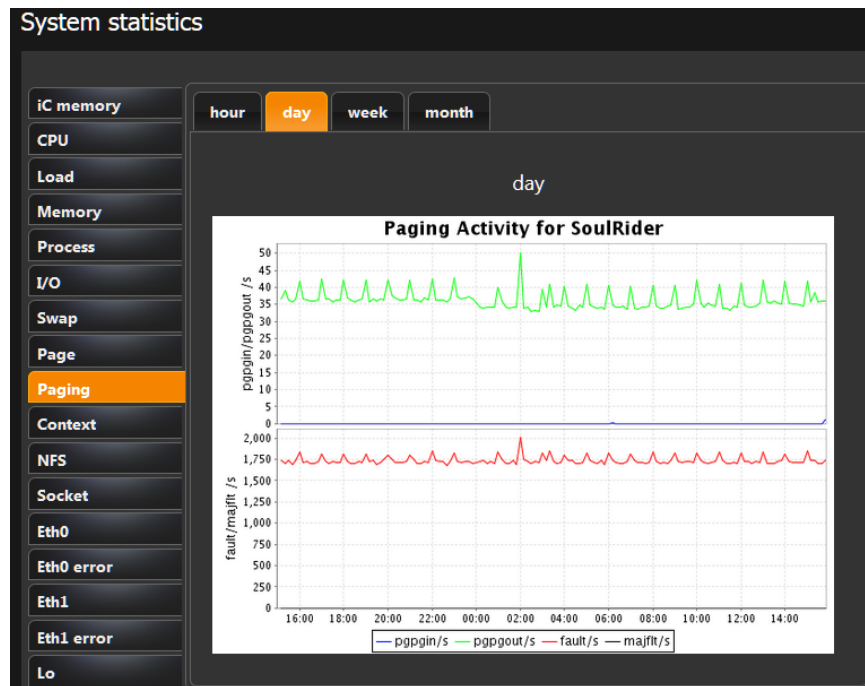 System statistics
iC memory
CPU
Load
Memory
Process
I/O
Swap
Page
Paging
Context
NFS
Socket
Eth0
Eth0 error
Eth1
Eth1 error
Lo
hour day week month
day
Paging Activity for SoulRider
pgpgin/pgpgout /s
50
45
40
35
30
25
20
15
10
5
0
fault/majflt /s
2,000
1,750
1,500
1,250
1,000
750
500
250
0
16:00 18:00 20:00 22:00 00:00 02:00 04:00 06:00 08:00 10:00 12:00 14:00
pgpgin/s pgpgout/s fault/s majflt/s